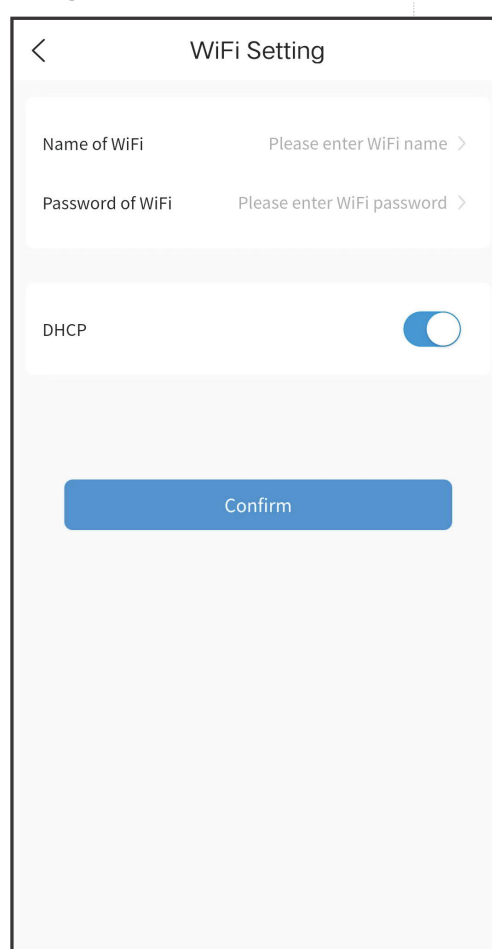 WiFi Setting
Name of WiFi Please enter WiFi name
Password of WiFi Please enter WiFi password
DHCP
Confirm